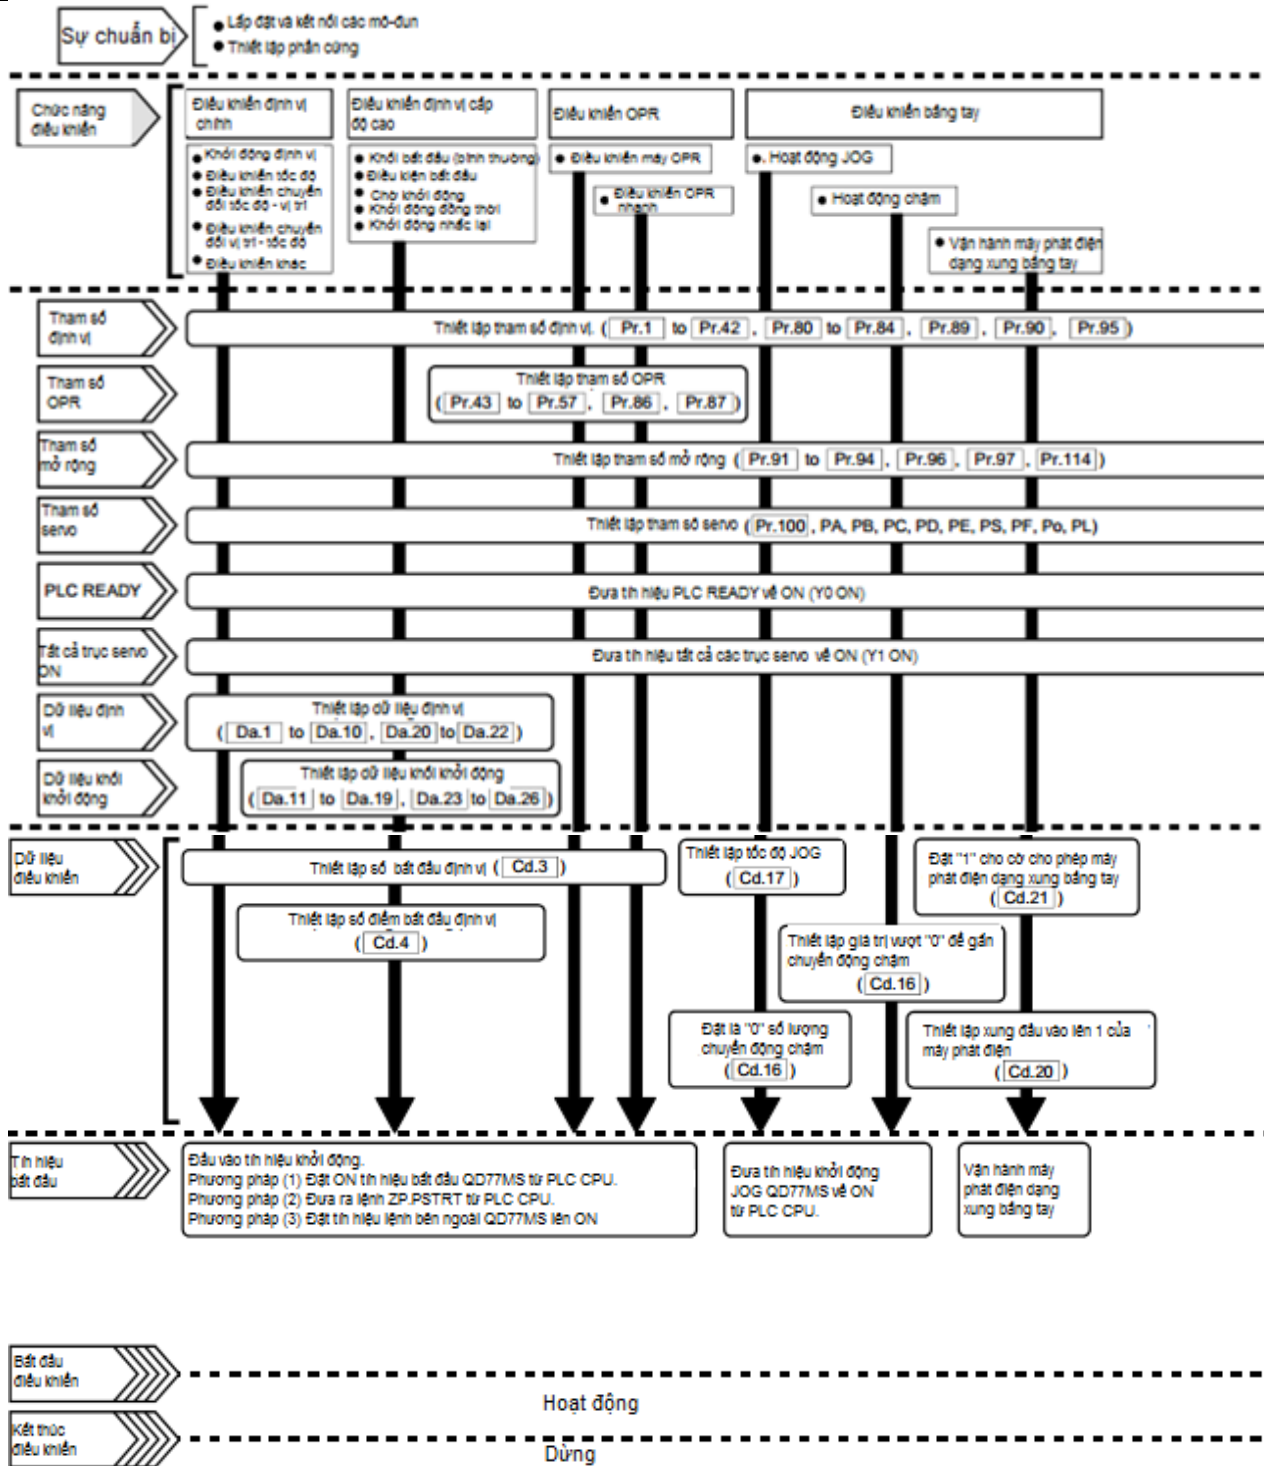 Sự chuẩn bị
● Lắp đặt và kết nối các mô-đun
● Thiết lập phần cứng
Chức năng
điều khiển
Điều khiển định vị
chính
Điều khiển định vị cấp
độ cao
Điều khiển OPR
Điều khiển bằng tay
● Khởi động định vị
● Điều khiển tốc độ
● Điều khiển chuyển
đổi tốc độ - vị trí
● Điều khiển chuyển
đổi vị trí - tốc độ
● Điều khiển khác
● Khối bắt đầu (bình thường)
● Điều kiện bắt đầu
● Chờ khởi động
● Khởi động đồng thời
● Khởi động nhắc lại
● Điều khiển máy OPR
● Điều khiển OPR
nhanh
●. Hoạt động JOG
● Hoạt động chậm
● Vận hành máy phát điện
dạng xung bằng tay
Tham số
định vị
Thiết lập tham số định vị. ( Pr.1 to Pr.42 , Pr.80 to Pr.84 , Pr.89 , Pr.90 , Pr.95 )
Tham số
OPR
Thiết lập tham số OPR
( Pr.43 to Pr.57 , Pr.86 , Pr.87 )
Tham số
mở rộng
Thiết lập tham số mở rộng ( Pr.91 to Pr.94 , Pr.96 , Pr.97 , Pr.114 )
Tham số
servo
Thiết lập tham số servo ( Pr.100 , PA, PB, PC, PD, PE, PS, PF, Po, PL)
PLC READY
Đưa tín hiệu PLC READY về ON (Y0 ON)
Tất cả trục servo
ON
Đưa tín hiệu tất cả các trục servo về ON (Y1 ON)
Dữ liệu định
vị
Thiết lập dữ liệu định vị
( Da.1 to Da.10 , Da.20 to Da.22 )
Dữ liệu khối
khởi động
Thiết lập dữ liệu khối khởi động
( Da.11 to Da.19 , Da.23 to Da.26 )
Dữ liệu
điều khiển
Thiết lập số bắt đầu định vị ( Cd.3 )
Thiết lập số điểm bắt đầu định vị
( Cd.4 )
Thiết lập tốc độ JOG
( Cd.17 )
Đặt "1" cho cờ cho phép máy
phát điện dạng xung bằng tay
( Cd.21 )
Thiết lập giá trị vượt "0" để gần
chuyển động chậm
( Cd.16 )
Đặt là "0" số lượng
chuyển động chậm
( Cd.16 )
Thiết lập xung đầu vào lên 1 của
máy phát điện
( Cd.20 )
Tín hiệu
bắt đầu
Đầu vào tín hiệu khởi động.
Phương pháp (1) Đặt ON tín hiệu bắt đầu QD77MS từ PLC CPU.
Phương pháp (2) Đưa ra lệnh ZP.PSTRT từ PLC CPU.
Phương pháp (3) Đặt tín hiệu lệnh bên ngoài QD77MS lên ON
Đưa tín hiệu khởi động
JOG QD77MS về ON
từ PLC CPU.
Vận hành máy
phát điện dạng
xung bằng tay
Bắt đầu
điều khiển
Hoạt động
Kết thúc
điều khiển
Dừng